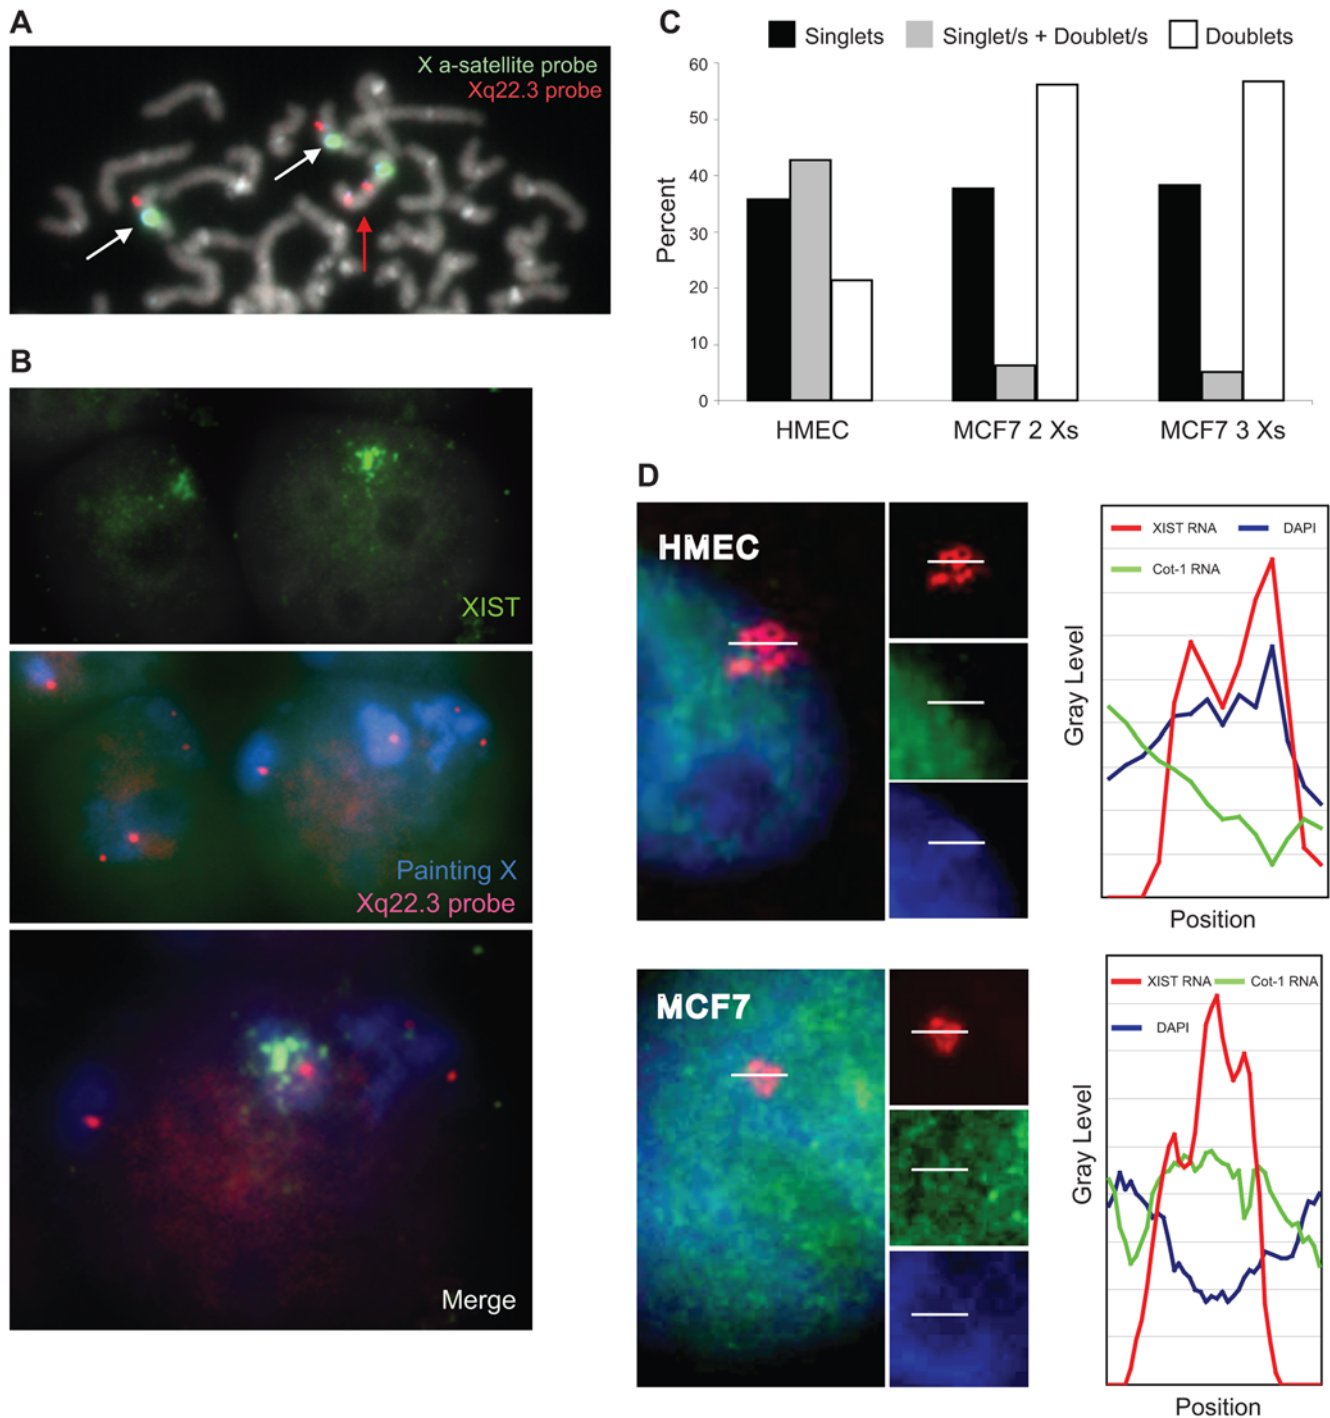 A
X a-satellite probe
Xq22.3 probe
B
XIST
Painting X
Xq22.3 probe
Merge
C
Singlets
Singlet/s + Doublet/s
Doublets
Percent
60
50
40
30
20
10
0
HMEC
MCF7 2 Xs
MCF7 3 Xs
D
HMEC
XIST RNA
DAPI
Cot-1 RNA
Gray Level
Position
MCF7
XIST RNA
Cot-1 RNA
DAPI
Gray Level
Position